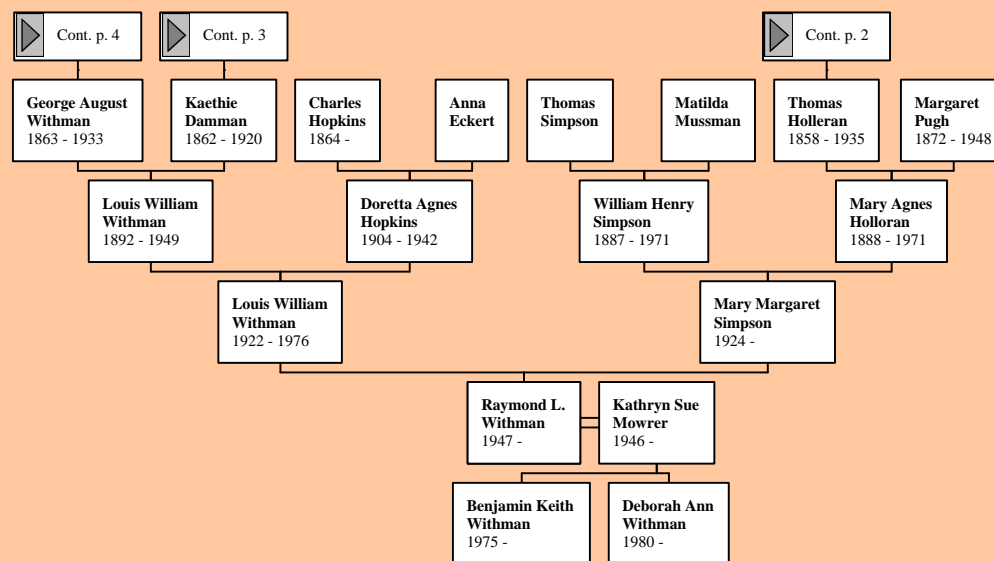 Cont. p. 4
Cont. p. 3
Cont. p. 2
George August
Withman
1863 - 1933
Kaethie
Damman
1862 - 1920
Charles
Hopkins
1864 -
Anna
Eckert
Thomas
Simpson
Matilda
Mussman
Thomas
Holleran
1858 - 1935
Margaret
Pugh
1872 - 1948
Louis William
Withman
1892 - 1949
Doretta Agnes
Hopkins
1904 - 1942
William Henry
Simpson
1887 - 1971
Mary Agnes
Holloran
1888 - 1971
Louis William
Withman
1922 - 1976
Mary Margaret
Simpson
1924 -
Raymond L.
Withman
1947 -
Kathryn Sue
Mowrer
1946 -
Benjamin Keith
Withman
1975 -
Deborah Ann
Withman
1980 -